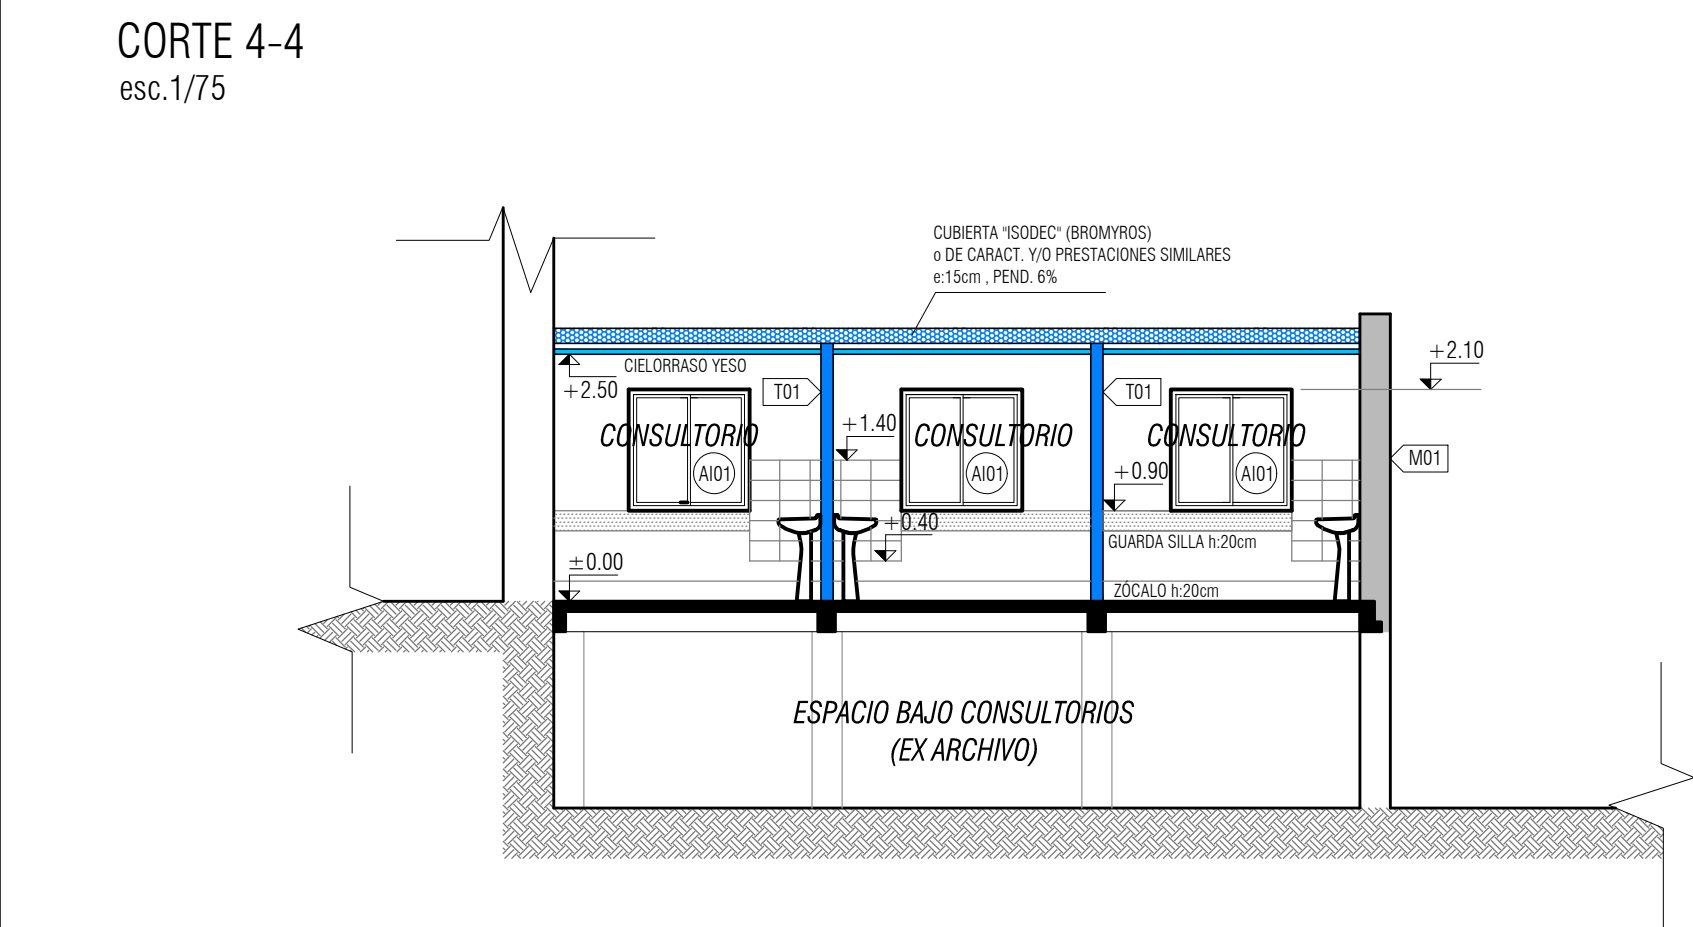 CORTE 4-4
esc.1/75
CUBIERTA "ISODEC" (BROMYROS)
o DE CARACT. Y/O PRESTACIONES SIMILARES
e:15cm , PEND. 6%
CIELORRASO YESO
+2.50
+2.10
T01
T01
+1.40
CONSULTORIO
CONSULTORIO
CONSULTORIO
M01
AI01
AI01
AI01
+0.90
+0.40
GUARDA SILLA h:20cm
±0.00
ZÓCALO h:20cm
ESPACIO BAJO CONSULTORIOS
(EX ARCHIVO)